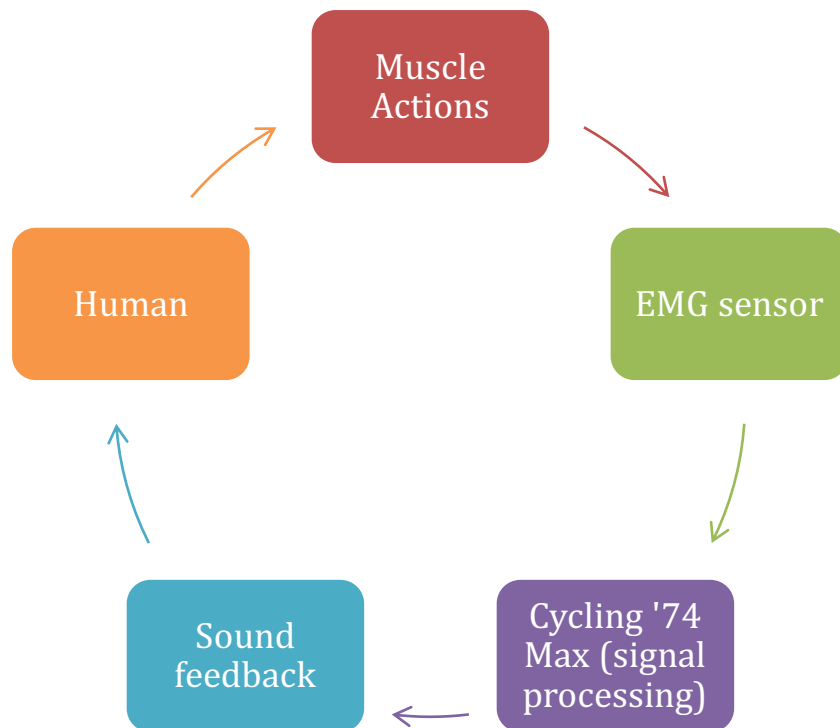 Muscle
Actions
Human
EMG sensor
Sound
feedback
Cycling '74
Max (signal
processing)